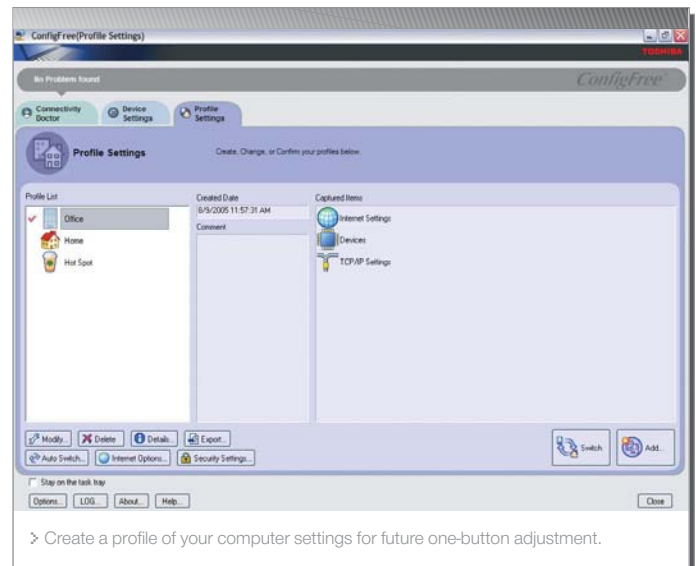 ConfigFree(Profile Settings)
TOSHIBA
No Problem found
ConfigFree
Connectivity Doctor
Device Settings
Profile Settings
Profile Settings
Create, Change, or Confirm your profiles below.
Profile List
Created Date
Captured Items
Office
8/9/2005 11:57:31 AM
Internet Settings
Home
Comment
Devices
Hot Spot
TCP/IP Settings
Modify...
Delete
Details...
Export...
Auto Switch...
Internet Options...
Security Settings...
Switch
Add...
Stay on the task tray
Options...
LOG...
About...
Help...
Close
> Create a profile of your computer settings for future one-button adjustment.